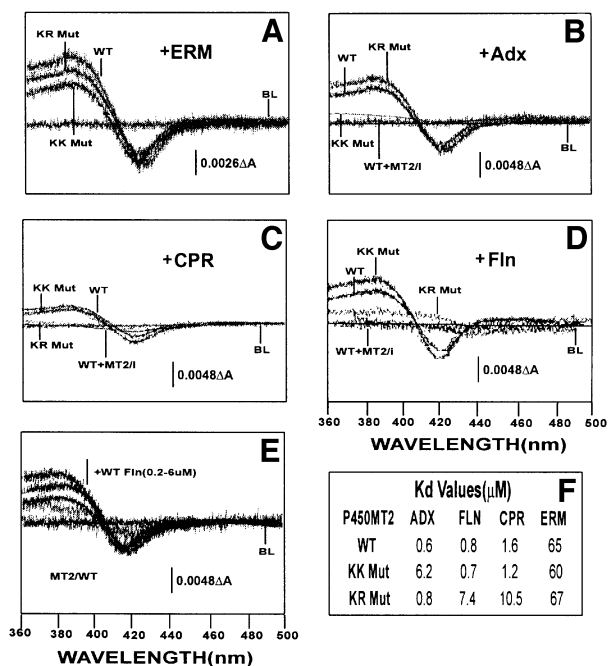 A
+ERM
KR Mut
WT
BL
KK Mut
0.0026ΔA
B
+Adx
KR Mut
WT
BL
KK Mut
WT+MT2/I
0.0048ΔA
C
+CPR
KK Mut
WT
KR Mut
BL
WT+MT2/I
0.0048ΔA
D
+Fln
KK Mut
WT
KR Mut
WT+MT2/i
BL
0.0048ΔA
360 380 400 420 440 460 480 500
WAVELENGTH(nm)
E
+WT Fln(0.2-6uM)
BL
MT2/WT
0.0048ΔA
360 380 400 420 440 460 480 500
WAVELENGTH(nm)
F
Kd Values(μM)
P450MT2 ADX FLN CPR ERM
WT 0.6 0.8 1.6 65
KK Mut 6.2 0.7 1.2 60
KR Mut 0.8 7.4 10.5 67